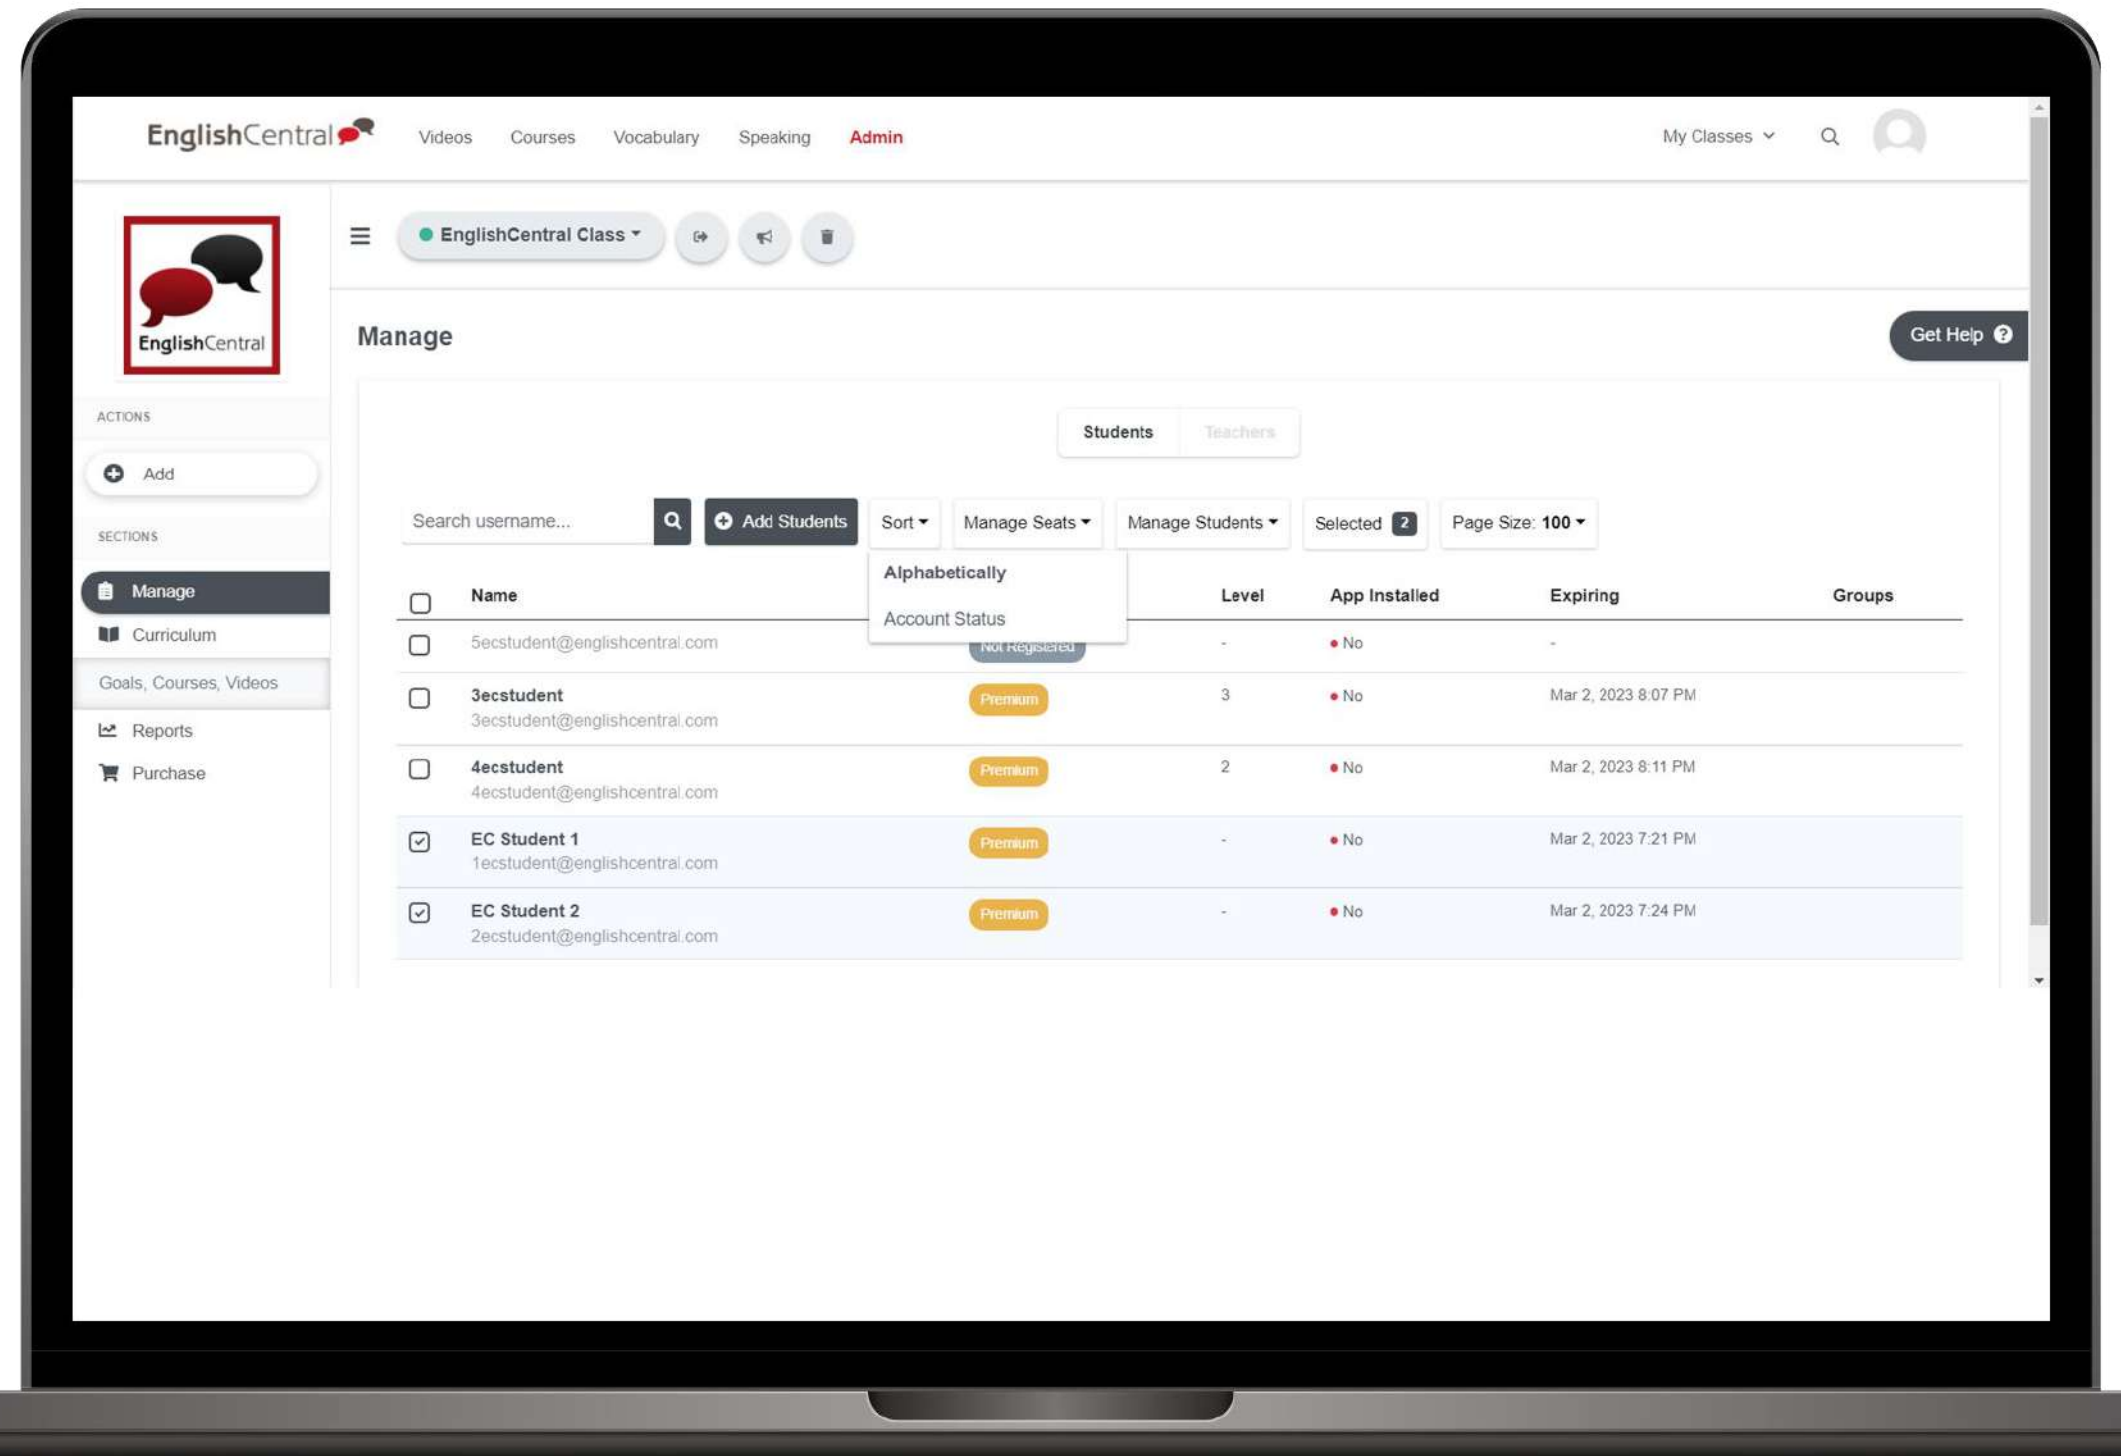 EnglishCentral
Videos Courses Vocabulary Speaking Admin
My Classes
EnglishCentral Class
EnglishCentral
Manage
Get Help ?
ACTIONS
Add
SECTIONS
Manage
Curriculum
Goals, Courses, Videos
Reports
Purchase
Students Teachers
Search username... Add Students Sort Manage Seats Manage Students Selected 2 Page Size: 100
Alphabetically
Account Status
Name Level App Installed Expiring Groups
5ecstudent@englishcentral.com Not Registered - No -
3ecstudent Premium 3 No Mar 2, 2023 8:07 PM
3ecstudent@englishcentral.com
4ecstudent Premium 2 No Mar 2, 2023 8:11 PM
4ecstudent@englishcentral.com
EC Student 1 Premium - No Mar 2, 2023 7:21 PM
1ecstudent@englishcentral.com
EC Student 2 Premium - No Mar 2, 2023 7:24 PM
2ecstudent@englishcentral.com